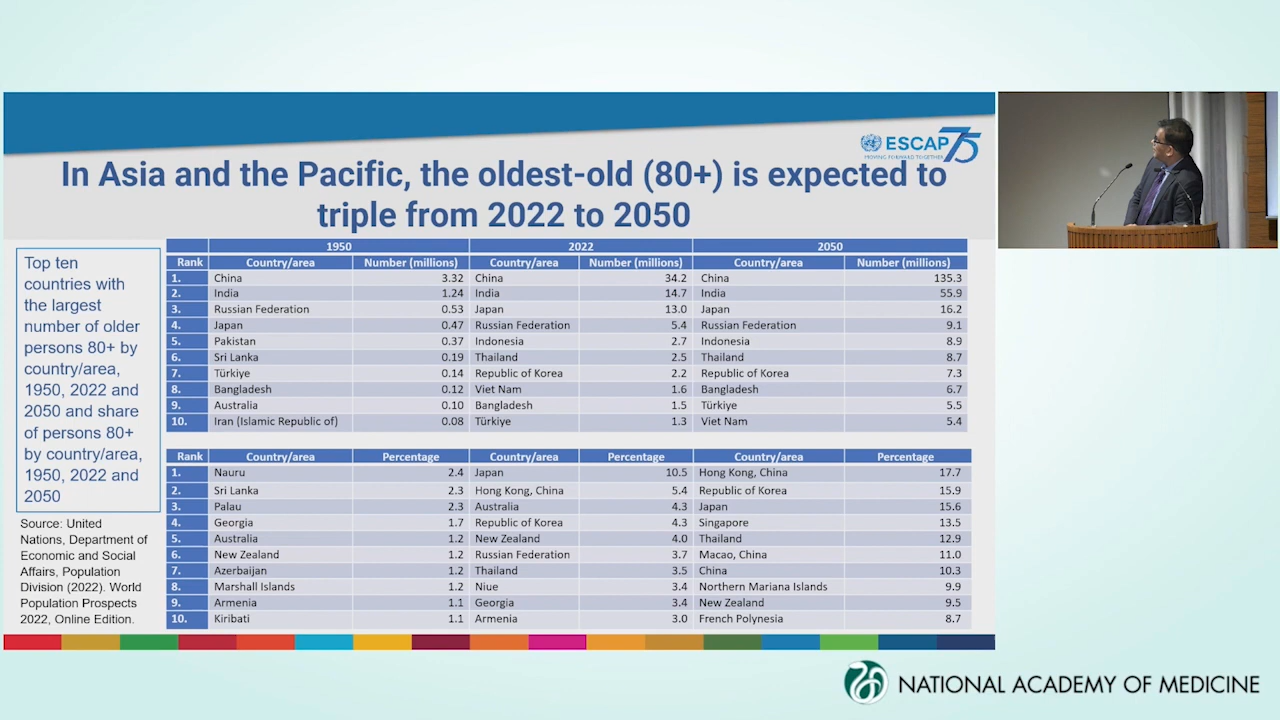 ESCAP 75
MOVING FORWARD TOGETHER
In Asia and the Pacific, the oldest-old (80+) is expected to
triple from 2022 to 2050
Top ten
countries with
the largest
number of older
persons 80+ by
country/area,
1950, 2022 and
2050 and share
of persons 80+
by country/area,
1950, 2022 and
2050
Source: United
Nations, Department of
Economic and Social
Affairs, Population
Division (2022). World
Population Prospects
2022, Online Edition.
1950 2022 2050
Rank Country/area Number (millions) Country/area Number (millions) Country/area Number (millions)
1. China 3.32 China 34.2 China 135.3
2. India 1.24 India 14.7 India 55.9
3. Russian Federation 0.53 Japan 13.0 Japan 16.2
4. Japan 0.47 Russian Federation 5.4 Russian Federation 9.1
5. Pakistan 0.37 Indonesia 2.7 Indonesia 8.9
6. Sri Lanka 0.19 Thailand 2.5 Thailand 8.7
7. Türkiye 0.14 Republic of Korea 2.2 Republic of Korea 7.3
8. Bangladesh 0.12 Viet Nam 1.6 Bangladesh 6.7
9. Australia 0.10 Bangladesh 1.5 Türkiye 5.5
10. Iran (Islamic Republic of) 0.08 Türkiye 1.3 Viet Nam 5.4
Rank Country/area Percentage Country/area Percentage Country/area Percentage
1. Nauru 2.4 Japan 10.5 Hong Kong, China 17.7
2. Sri Lanka 2.3 Hong Kong, China 5.4 Republic of Korea 15.9
3. Palau 2.3 Australia 4.3 Japan 15.6
4. Georgia 1.7 Republic of Korea 4.3 Singapore 13.5
5. Australia 1.2 New Zealand 4.0 Thailand 12.9
6. New Zealand 1.2 Russian Federation 3.7 Macao, China 11.0
7. Azerbaijan 1.2 Thailand 3.5 China 10.3
8. Marshall Islands 1.2 Niue 3.4 Northern Mariana Islands 9.9
9. Armenia 1.1 Georgia 3.4 New Zealand 9.5
10. Kiribati 1.1 Armenia 3.0 French Polynesia 8.7
NATIONAL ACADEMY OF MEDICINE